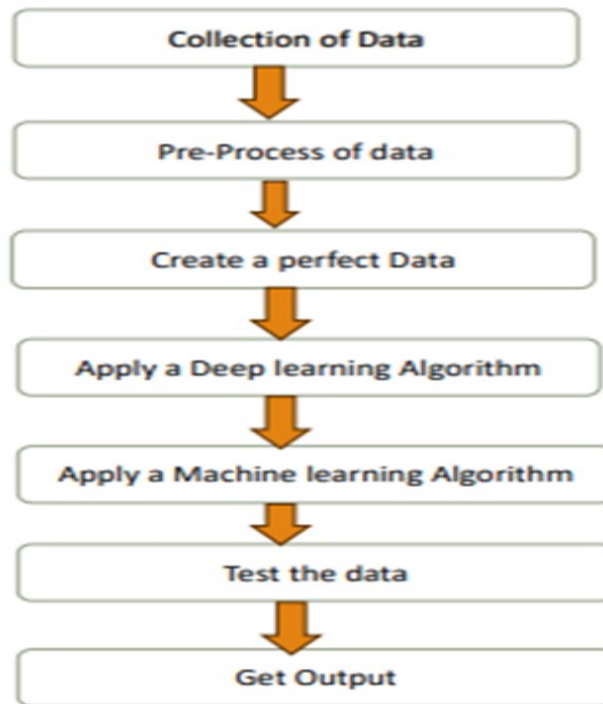 Collection of Data
Pre-Process of data
Create a perfect Data
Apply a Deep learning Algorithm
Apply a Machine learning Algorithm
Test the data
Get Output